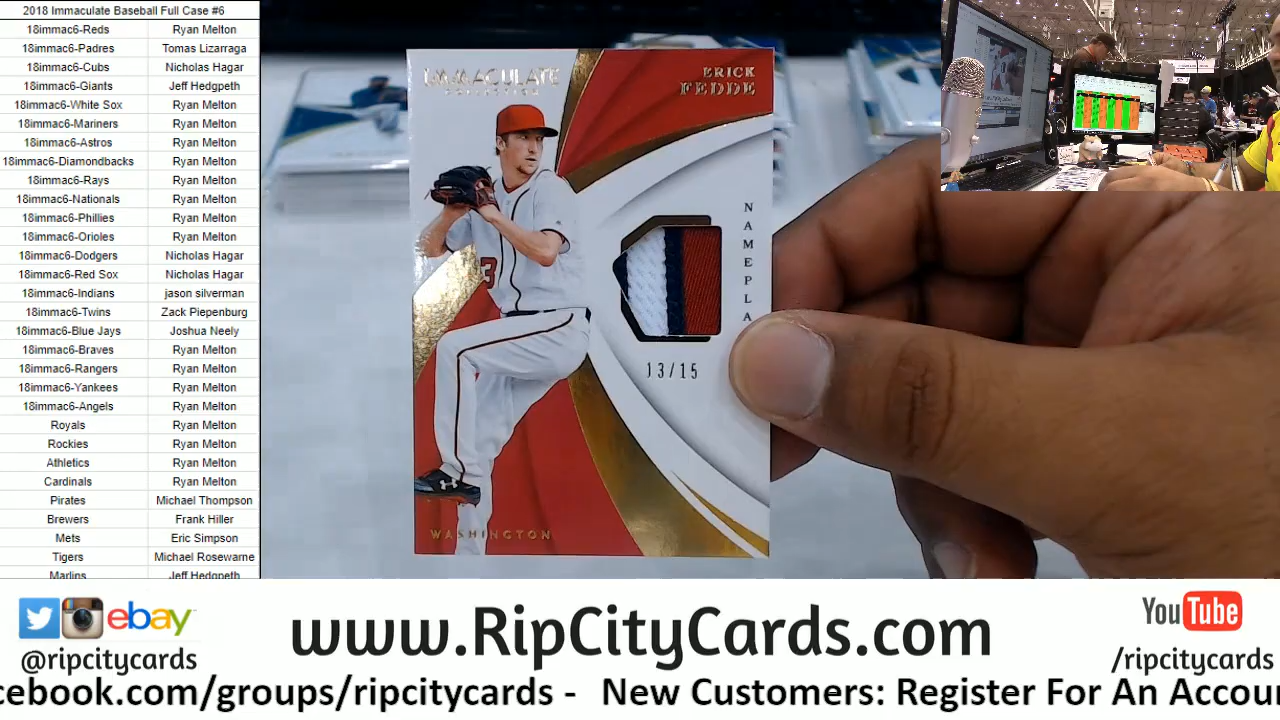 2018 Immaculate Baseball Full Case #6
18immac6-Reds Ryan Melton
18immac6-Padres Tomas Lizarraga
18immac6-Cubs Nicholas Hagar
18immac6-Giants Jeff Hedgpeth
18immac6-White Sox Ryan Melton
18immac6-Mariners Ryan Melton
18immac6-Astros Ryan Melton
18immac6-Diamondbacks Ryan Melton
18immac6-Rays Ryan Melton
18immac6-Nationals Ryan Melton
18immac6-Phillies Ryan Melton
18immac6-Orioles Ryan Melton
18immac6-Dodgers Nicholas Hagar
18immac6-Red Sox Nicholas Hagar
18immac6-Indians jason silverman
18immac6-Twins Zack Piepenburg
18immac6-Blue Jays Joshua Neely
18immac6-Braves Ryan Melton
18immac6-Rangers Ryan Melton
18immac6-Yankees Ryan Melton
18immac6-Angels Ryan Melton
Royals Ryan Melton
Rockies Ryan Melton
Athletics Ryan Melton
Cardinals Ryan Melton
Pirates Michael Thompson
Brewers Frank Hiller
Mets Eric Simpson
Tigers Michael Rosewarne
Marlins Jeff Hedgpeth
IMMACULATE
COLLECTION
ERICK
FEDDE
NAMEPLA
3
13/15
WASHINGTON
ebay
@ripcitycards
www.RipCityCards.com
YouTube
/ripcitycards
cebook.com/groups/ripcitycards - New Customers: Register For An Accou